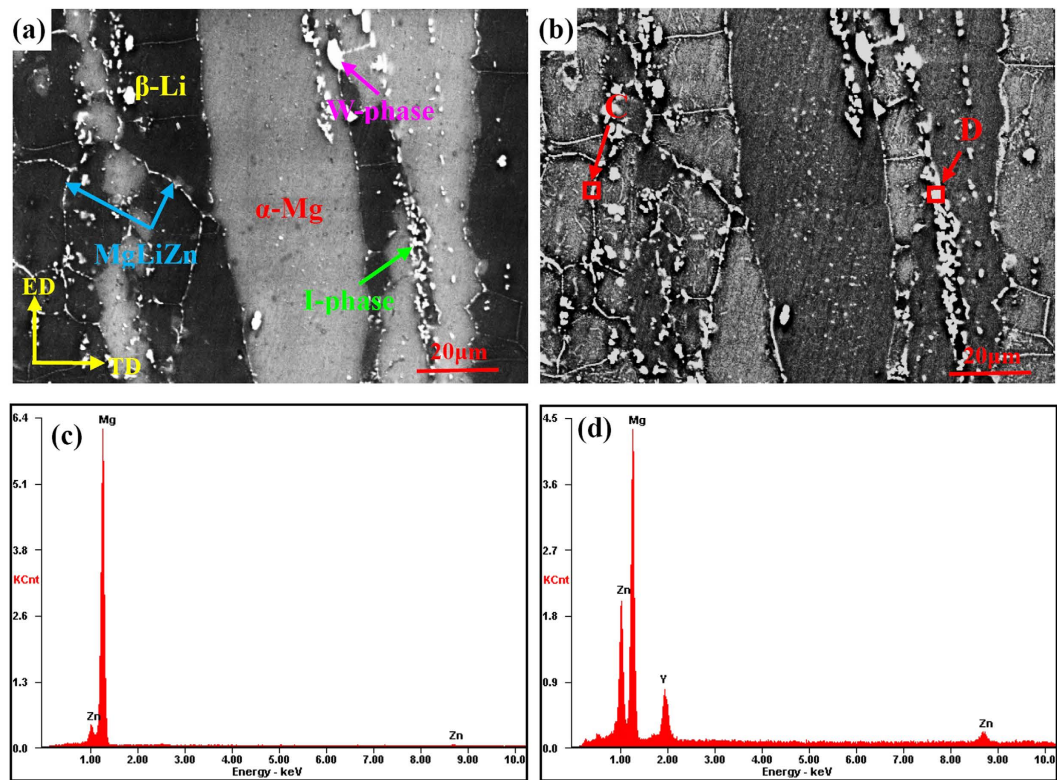 (a)
β-Li
W-phase
α-Mg
MgLiZn
I-phase
ED
TD
20μm
(b)
C
D
20μm
(c)
Mg
Zn
Zn
6.4
5.1
3.8
KCnt
2.6
1.3
0.0
1.00 2.00 3.00 4.00 5.00 6.00 7.00 8.00 9.00 10.0
Energy - keV
(d)
Mg
Zn
Y
Zn
4.5
3.6
2.7
KCnt
1.8
0.9
0.0
1.00 2.00 3.00 4.00 5.00 6.00 7.00 8.00 9.00 10.0
Energy - keV